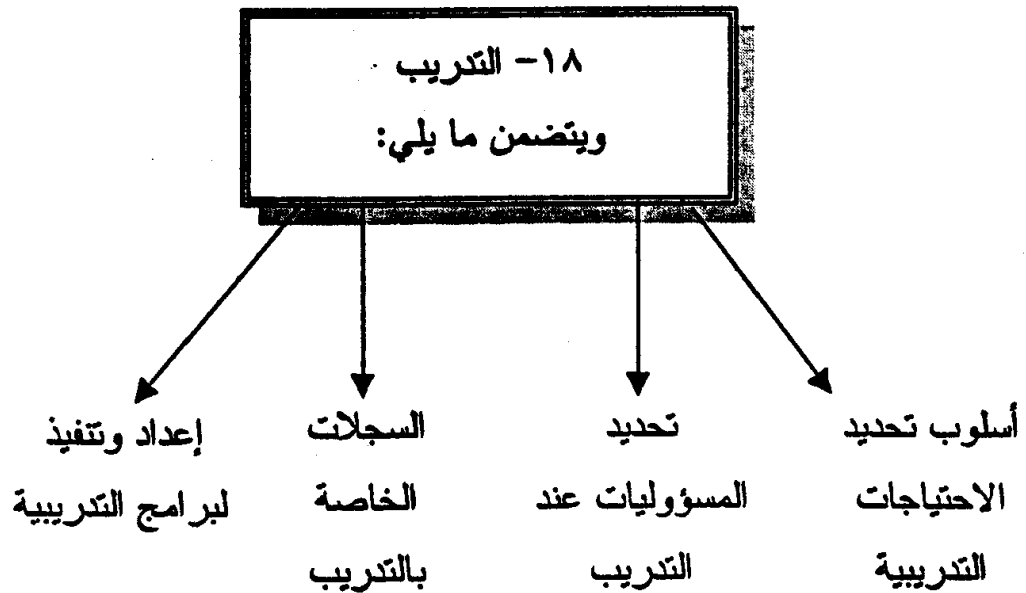 ١٨- التدريب
ويتضمن ما يلي:
أسلوب تحديد
الاحتياجات
التدريبية
تحديد
المسؤوليات عند
التدريب
السجلات
الخاصة
بالتدريب
إعداد وتنفيذ
لبرامج التدريبية